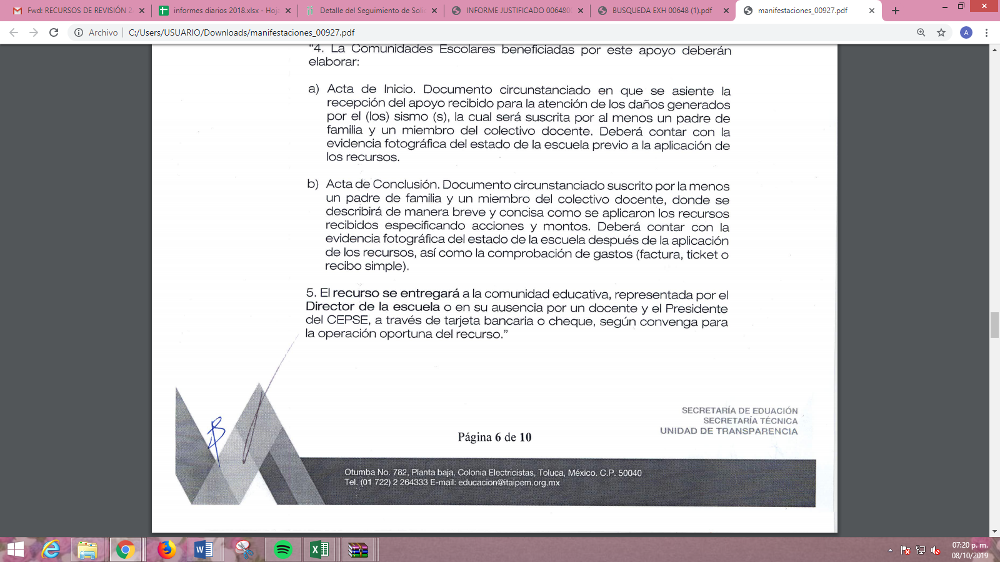 Fwd: RECURSOS DE REVISIÓN 2
informes diarios 2018.xlsx - Hoja
Detalle del Seguimiento de Solic
INFORME JUSTIFICADO 0064800
BUSQUEDA EXH 00648 (1).pdf
manifestaciones_00927.pdf
Archivo
C:/Users/USUARIO/Downloads/manifestaciones_00927.pdf
A
"4. La Comunidades Escolares beneficiadas por este apoyo deberán
elaborar:
a) Acta de Inicio. Documento circunstanciado en que se asiente la
recepción del apoyo recibido para la atención de los daños generados
por el (los) sismo (s), la cual será suscrita por al menos un padre de
familia y un miembro del colectivo docente. Deberá contar con la
evidencia fotográfica del estado de la escuela previo a la aplicación de
los recursos.
b) Acta de Conclusión. Documento circunstanciado suscrito por la menos
un padre de familia y un miembro del colectivo docente, donde se
describirá de manera breve y concisa como se aplicaron los recursos
recibidos especificando acciones y montos. Deberá contar con la
evidencia fotográfica del estado de la escuela después de la aplicación
de los recursos, así como la comprobación de gastos (factura, ticket o
recibo simple).
5. El recurso se entregará a la comunidad educativa, representada por el
Director de la escuela o en su ausencia por un docente y el Presidente
del CEPSE, a través de tarjeta bancaria o cheque, según convenga para
la operación oportuna del recurso."
SECRETARÍA DE EDUACIÓN
SECRETARÍA TÉCNICA
UNIDAD DE TRANSPARENCIA
Página 6 de 10
Otumba No. 782, Planta baja, Colonia Electricistas, Toluca, México. C.P. 50040
Tel. (01 722) 2 264333 E-mail: educacion@itaipem.org.mx
07:20 p. m.
08/10/2019